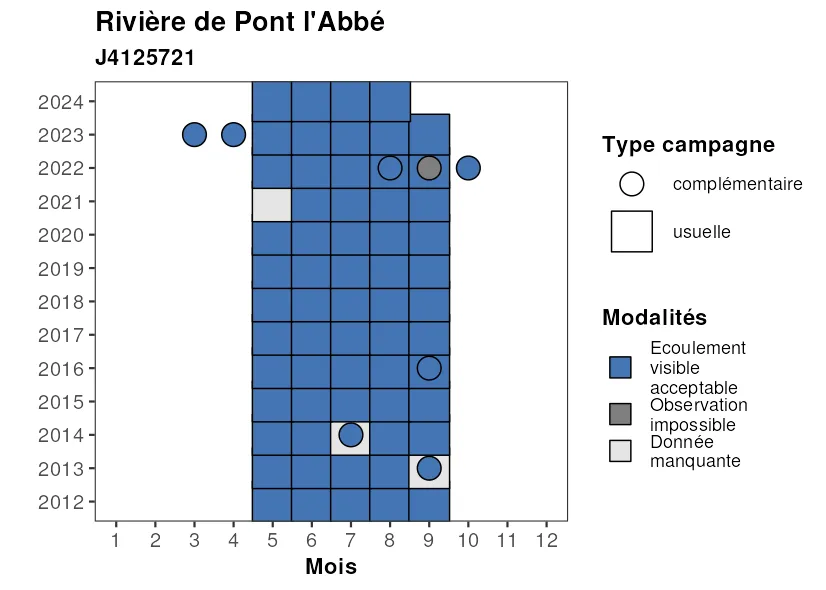 Rivière de Pont l'Abbé
J4125721
2024
2023
2022
2021
2020
2019
2018
2017
2016
2015
2014
2013
2012
1 2 3 4 5 6 7 8 9 10 11 12
Mois
Type campagne
complémentaire
usuelle
Modalités
Ecoulement
visible
acceptable
Observation
impossible
Donnée
manquante